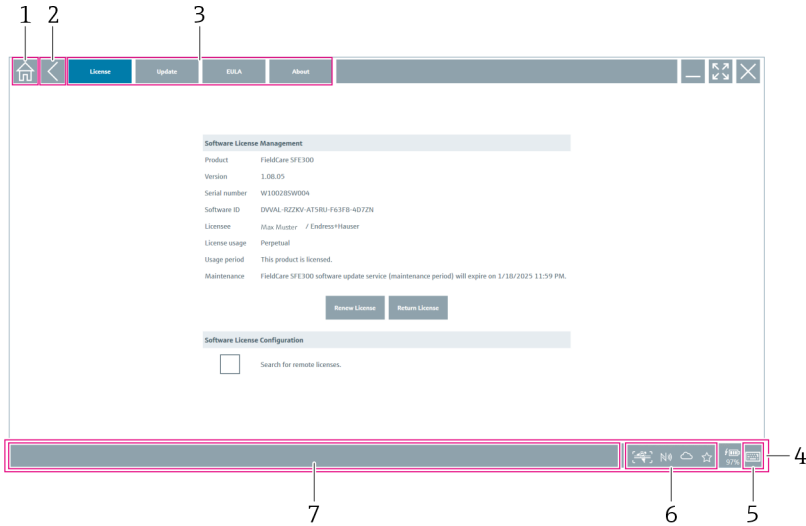 1 2 3
License Update EULA About
Software License Management
Product FieldCare SFE300
Version 1.08.05
Serial number W10028SW004
Software ID DVVAL-RZZKV-AT5RU-F63FB-4D7ZN
Licensee Max Muster / Endress+Hauser
License usage Perpetual
Usage period This product is licensed.
Maintenance FieldCare SFE300 software update service (maintenance period) will expire on 1/18/2025 11:59 PM.
Renew License Return License
Software License Configuration
Search for remote licenses.
97%
4
7 6 5